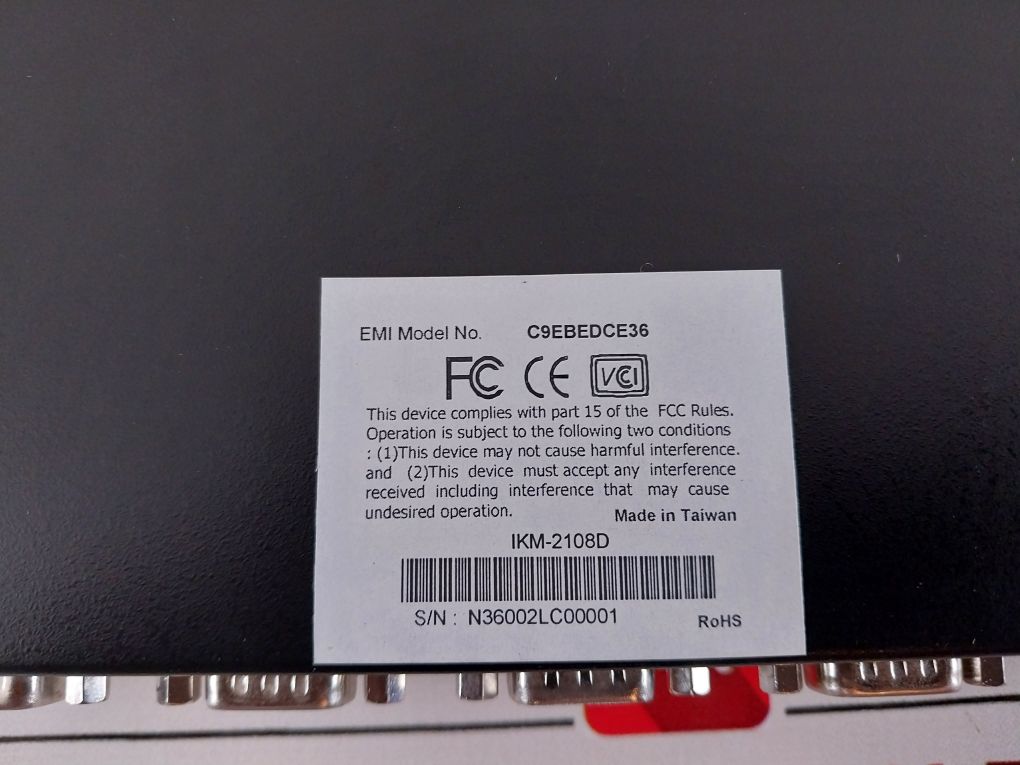 EMI Model No. C9EBEDCE36
FC CE VCI
This device complies with part 15 of the FCC Rules.
Operation is subject to the following two conditions
: (1)This device may not cause harmful interference.
and (2)This device must accept any interference
received including interference that may cause
undesired operation.
Made in Taiwan
IKM-2108D
S/N : N36002LC00001
RoHS